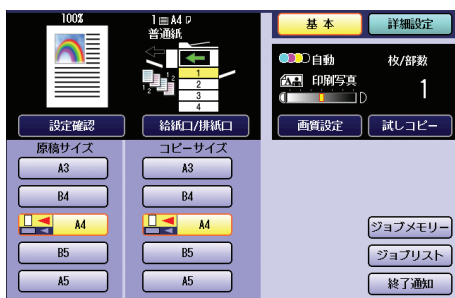 100% 1 A4
普通紙
1 2
1 2
1
2
3
4
設定確認 給紙口/排紙口
基本 詳細設定
自動 枚/部数
印刷写真 1
画質設定 試しコピー
原稿サイズ コピーサイズ
A3 A3
B4 B4
A4 A4
B5 B5
A5 A5
ジョブメモリー
ジョブリスト
終了通知